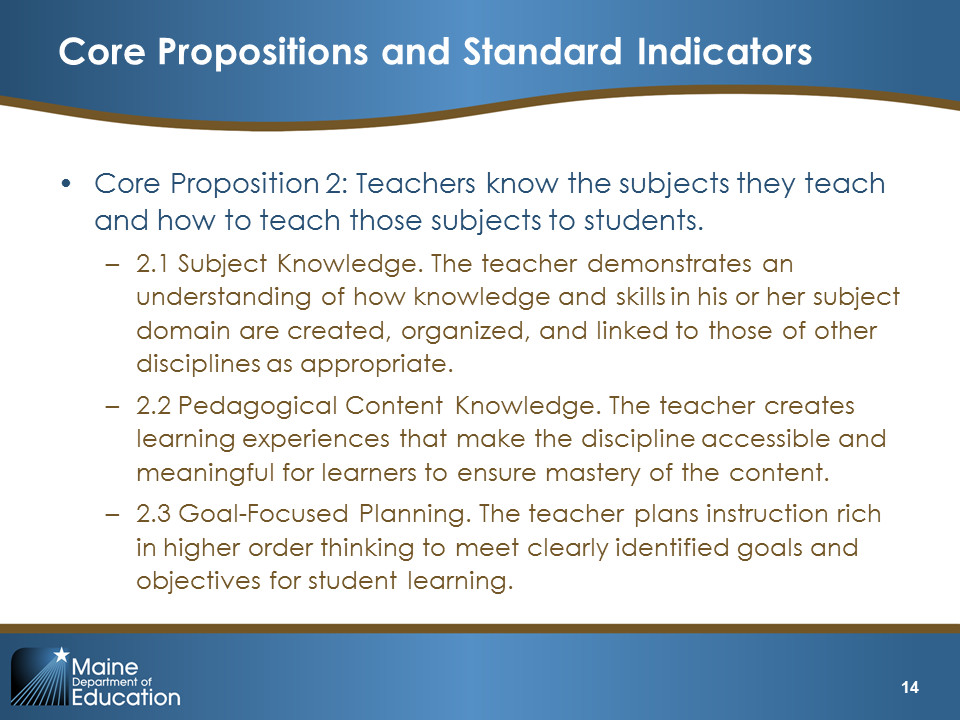 Core Propositions and Standard Indicators
• Core Proposition 2: Teachers know the subjects they teach
and how to teach those subjects to students.
– 2.1 Subject Knowledge. The teacher demonstrates an
understanding of how knowledge and skills in his or her subject
domain are created, organized, and linked to those of other
disciplines as appropriate.
– 2.2 Pedagogical Content Knowledge. The teacher creates
learning experiences that make the discipline accessible and
meaningful for learners to ensure mastery of the content.
– 2.3 Goal-Focused Planning. The teacher plans instruction rich
in higher order thinking to meet clearly identified goals and
objectives for student learning.
Maine
Department of
Education
14